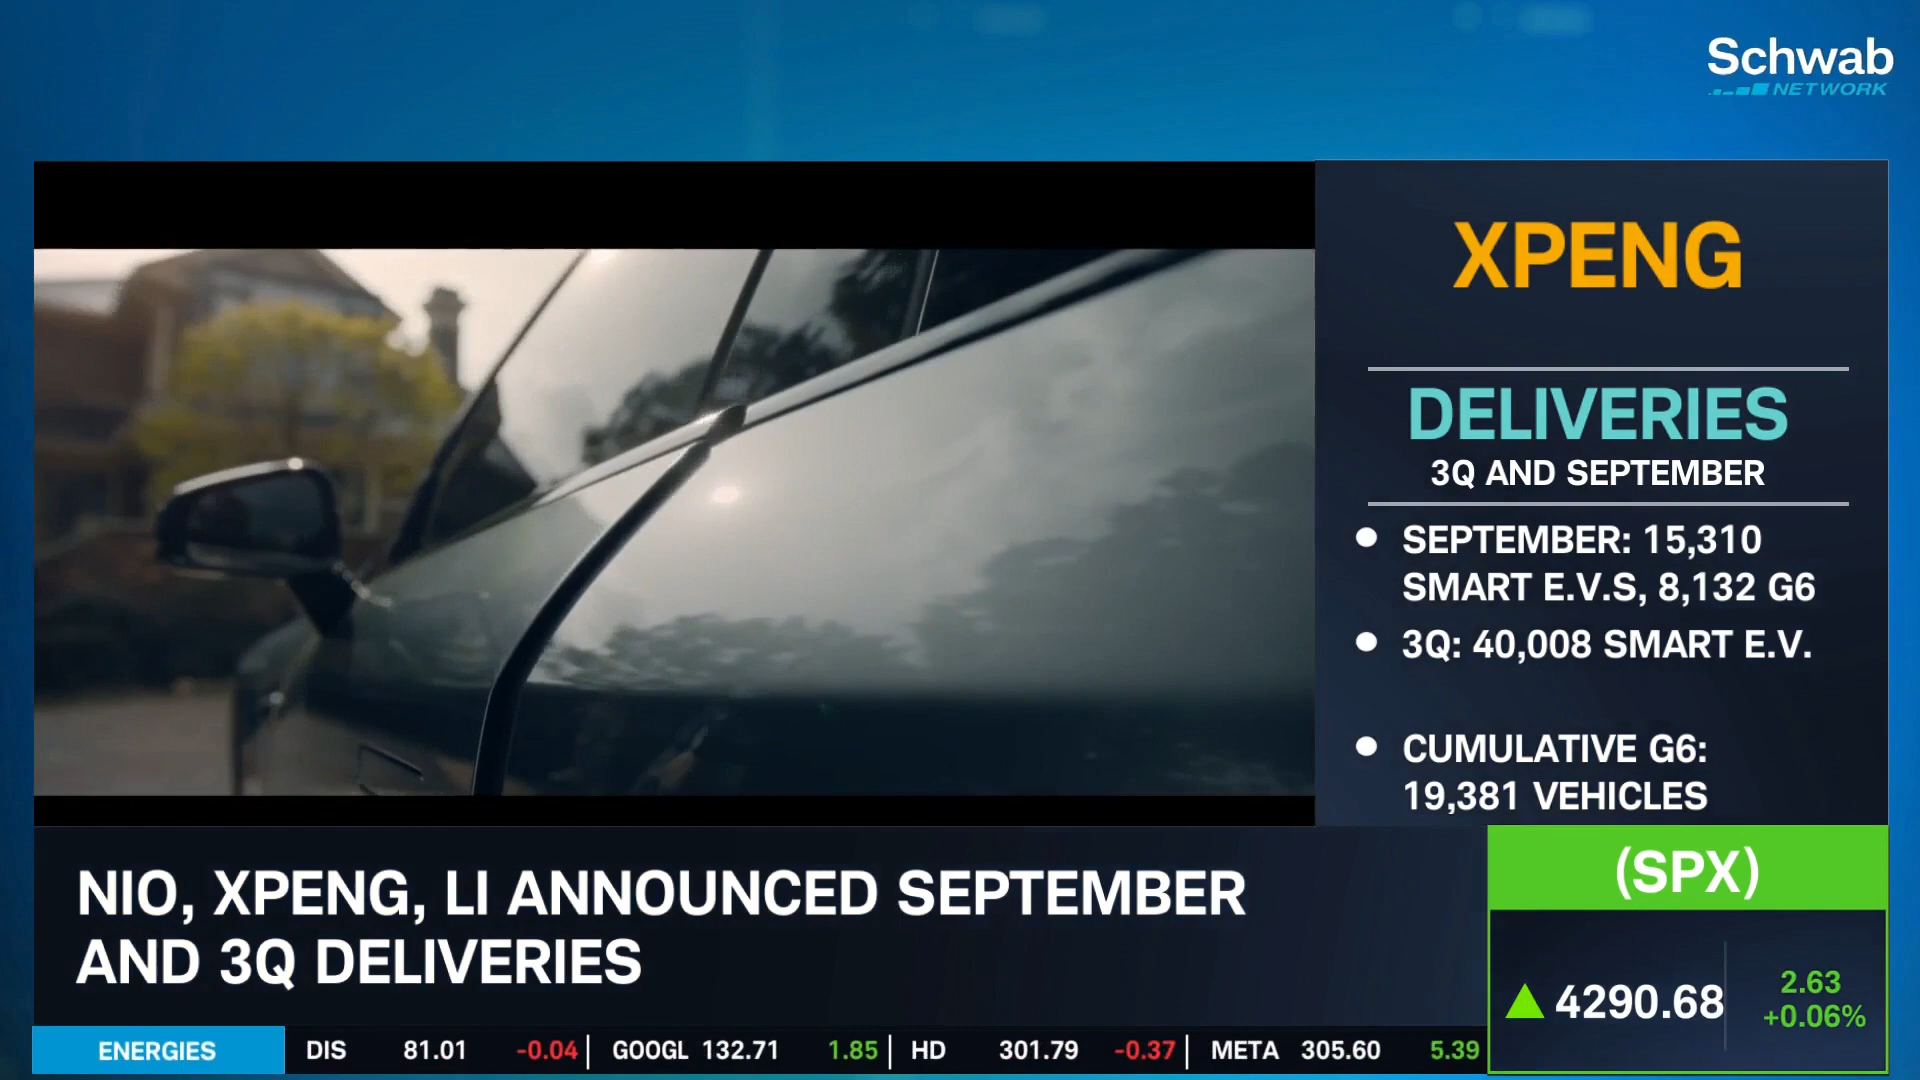 Schwab
NETWORK
XPENG
DELIVERIES
3Q AND SEPTEMBER
SEPTEMBER: 15,310
SMART E.V.S, 8,132 G6
3Q: 40,008 SMART E.V.
CUMULATIVE G6:
19,381 VEHICLES
NIO, XPENG, LI ANNOUNCED SEPTEMBER
AND 3Q DELIVERIES
(SPX)
4290.68
2.63
+0.06%
ENERGIES DIS 81.01 -0.04 GOOGL 132.71 1.85 HD 301.79 -0.37 META 305.60 5.39